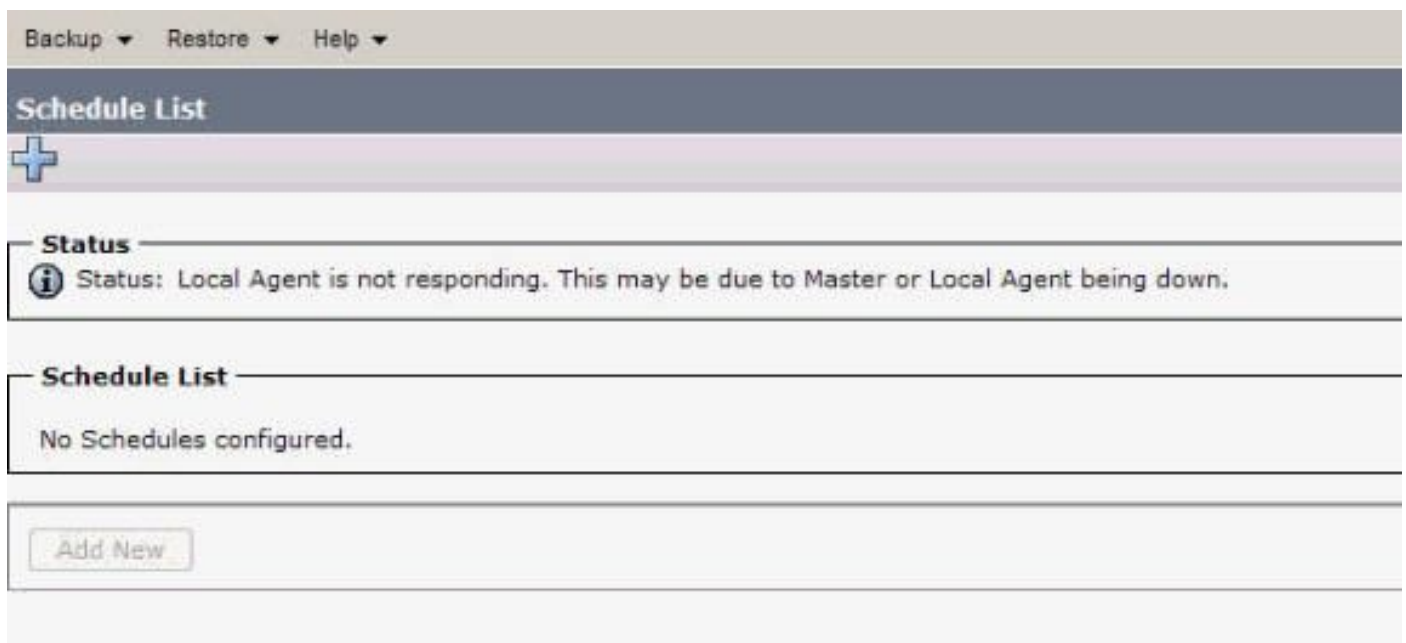 Backup Restore Help
Schedule List
Status
Status: Local Agent is not responding. This may be due to Master or Local Agent being down.
Schedule List
No Schedules configured.
Add New